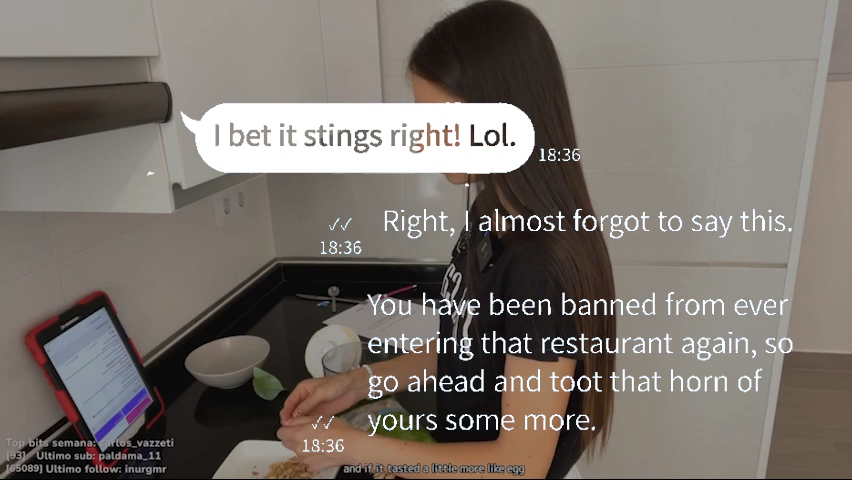 I bet it stings right! Lol.
18:36
Right, I almost forgot to say this.
18:36
You have been banned from ever
entering that restaurant again, so
go ahead and toot that horn of
yours some more.
18:36
Top bits semana: carlos_vazzeti
[93] Ultimo sub: paldama_11
[65089] Ultimo follow: inurgmr
and if it tasted a little more like egg